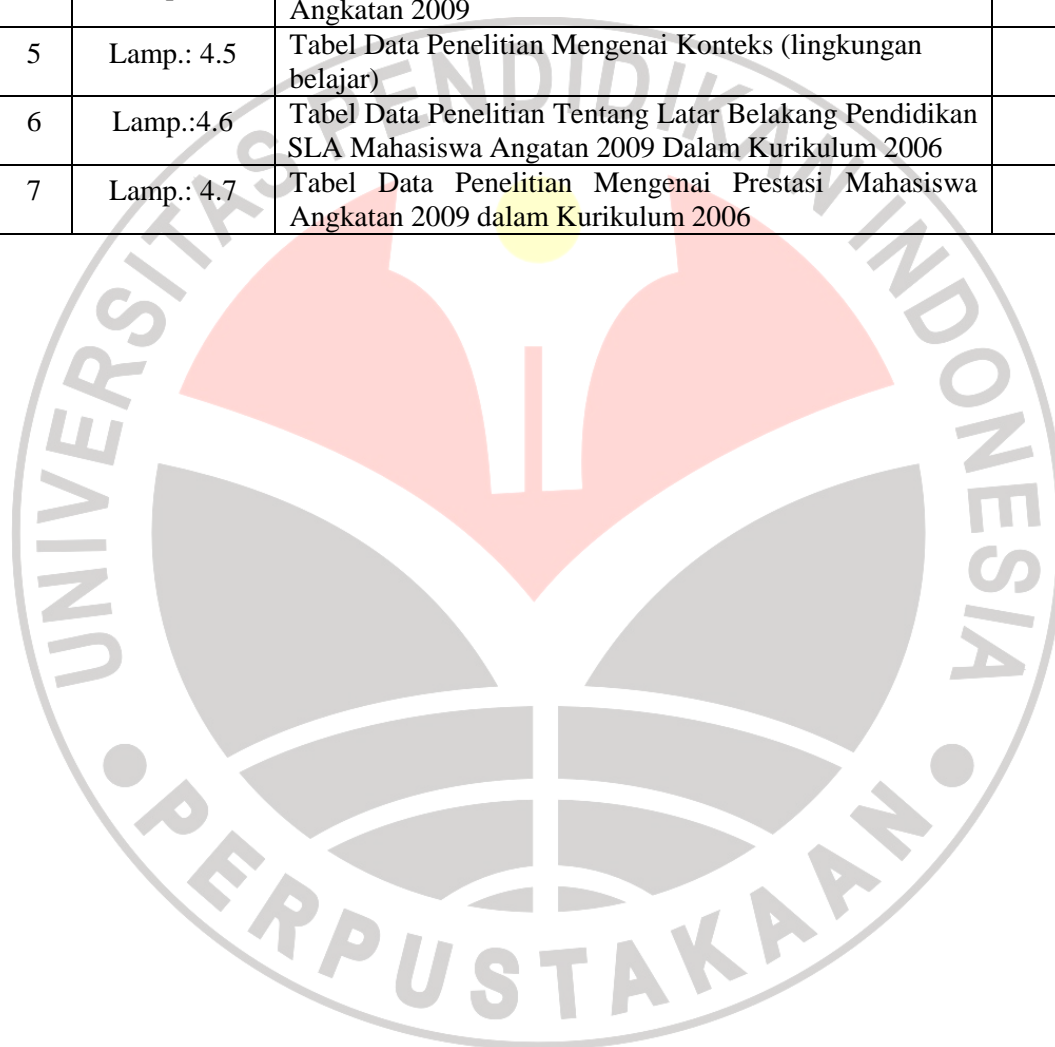 Angkatan 2009
5 Lamp.: 4.5 Tabel Data Penelitian Mengenai Konteks (lingkungan
belajar)
6 Lamp.:4.6 Tabel Data Penelitian Tentang Latar Belakang Pendidikan
SLA Mahasiswa Angatan 2009 Dalam Kurikulum 2006
7 Lamp.: 4.7 Tabel Data Penelitian Mengenai Prestasi Mahasiswa
Angkatan 2009 dalam Kurikulum 2006
UNIVERSITAS PENDIDIKAN INDONESIA
PERPUSTAKAAN